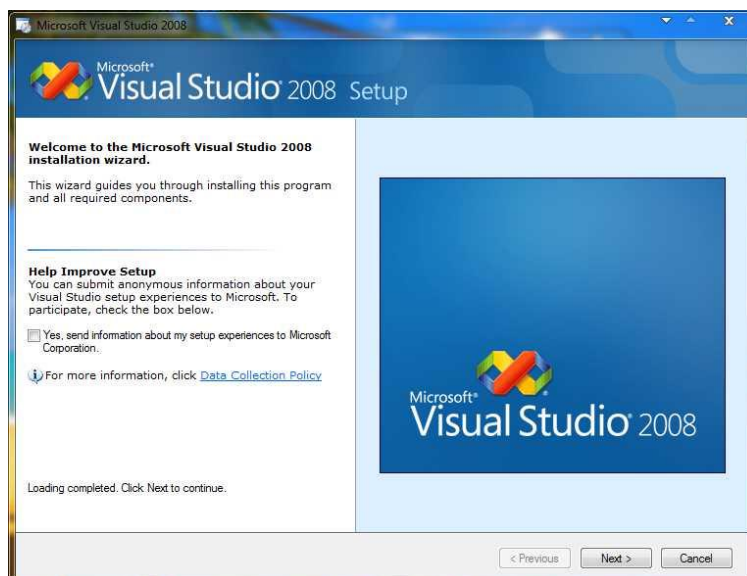 Microsoft Visual Studio 2008
Microsoft®
Visual Studio® 2008 Setup
Welcome to the Microsoft Visual Studio 2008
installation wizard.
This wizard guides you through installing this program
and all required components.
Help Improve Setup
You can submit anonymous information about your
Visual Studio setup experiences to Microsoft. To
participate, check the box below.
Yes, send information about my setup experiences to Microsoft
Corporation.
For more information, click Data Collection Policy
Loading completed. Click Next to continue.
Microsoft®
Visual Studio® 2008
< Previous
Next >
Cancel